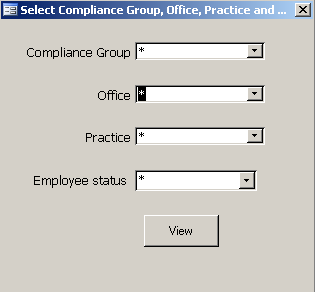 Select Compliance Group, Office, Practice and ...
Compliance Group *
Office *
Practice *
Employee status *
View